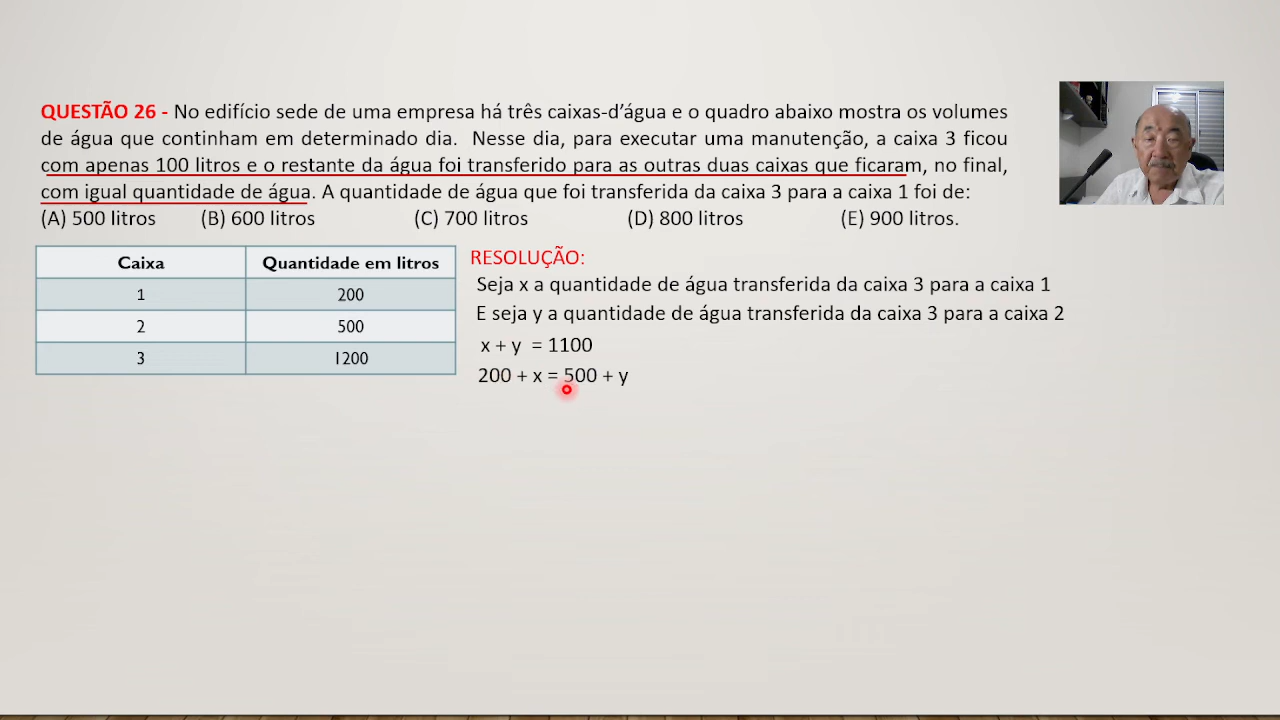 QUESTÃO 26 - No edifício sede de uma empresa há três caixas-d’água e o quadro abaixo mostra os volumes
de água que continham em determinado dia. Nesse dia, para executar uma manutenção, a caixa 3 ficou
com apenas 100 litros e o restante da água foi transferido para as outras duas caixas que ficaram, no final,
com igual quantidade de água. A quantidade de água que foi transferida da caixa 3 para a caixa 1 foi de:
(A) 500 litros (B) 600 litros (C) 700 litros (D) 800 litros (E) 900 litros.
Caixa Quantidade em litros
1 200
2 500
3 1200
RESOLUÇÃO:
Seja x a quantidade de água transferida da caixa 3 para a caixa 1
E seja y a quantidade de água transferida da caixa 3 para a caixa 2
x + y = 1100
200 + x = 500 + y